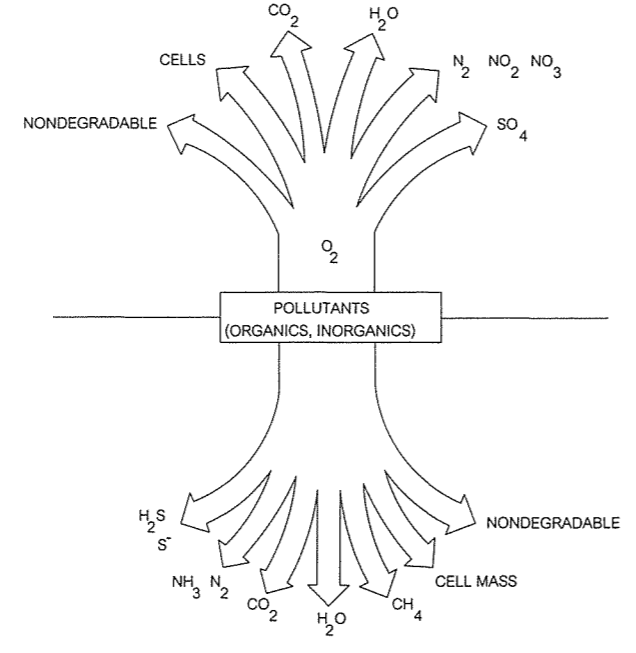 CO2
H2O
CELLS
N2 NO2 NO3
NONDEGRADABLE
SO4
O2
POLLUTANTS
(ORGANICS, INORGANICS)
H2S
S-
NONDEGRADABLE
NH3 N2
CELL MASS
CO2
CH4
H2O